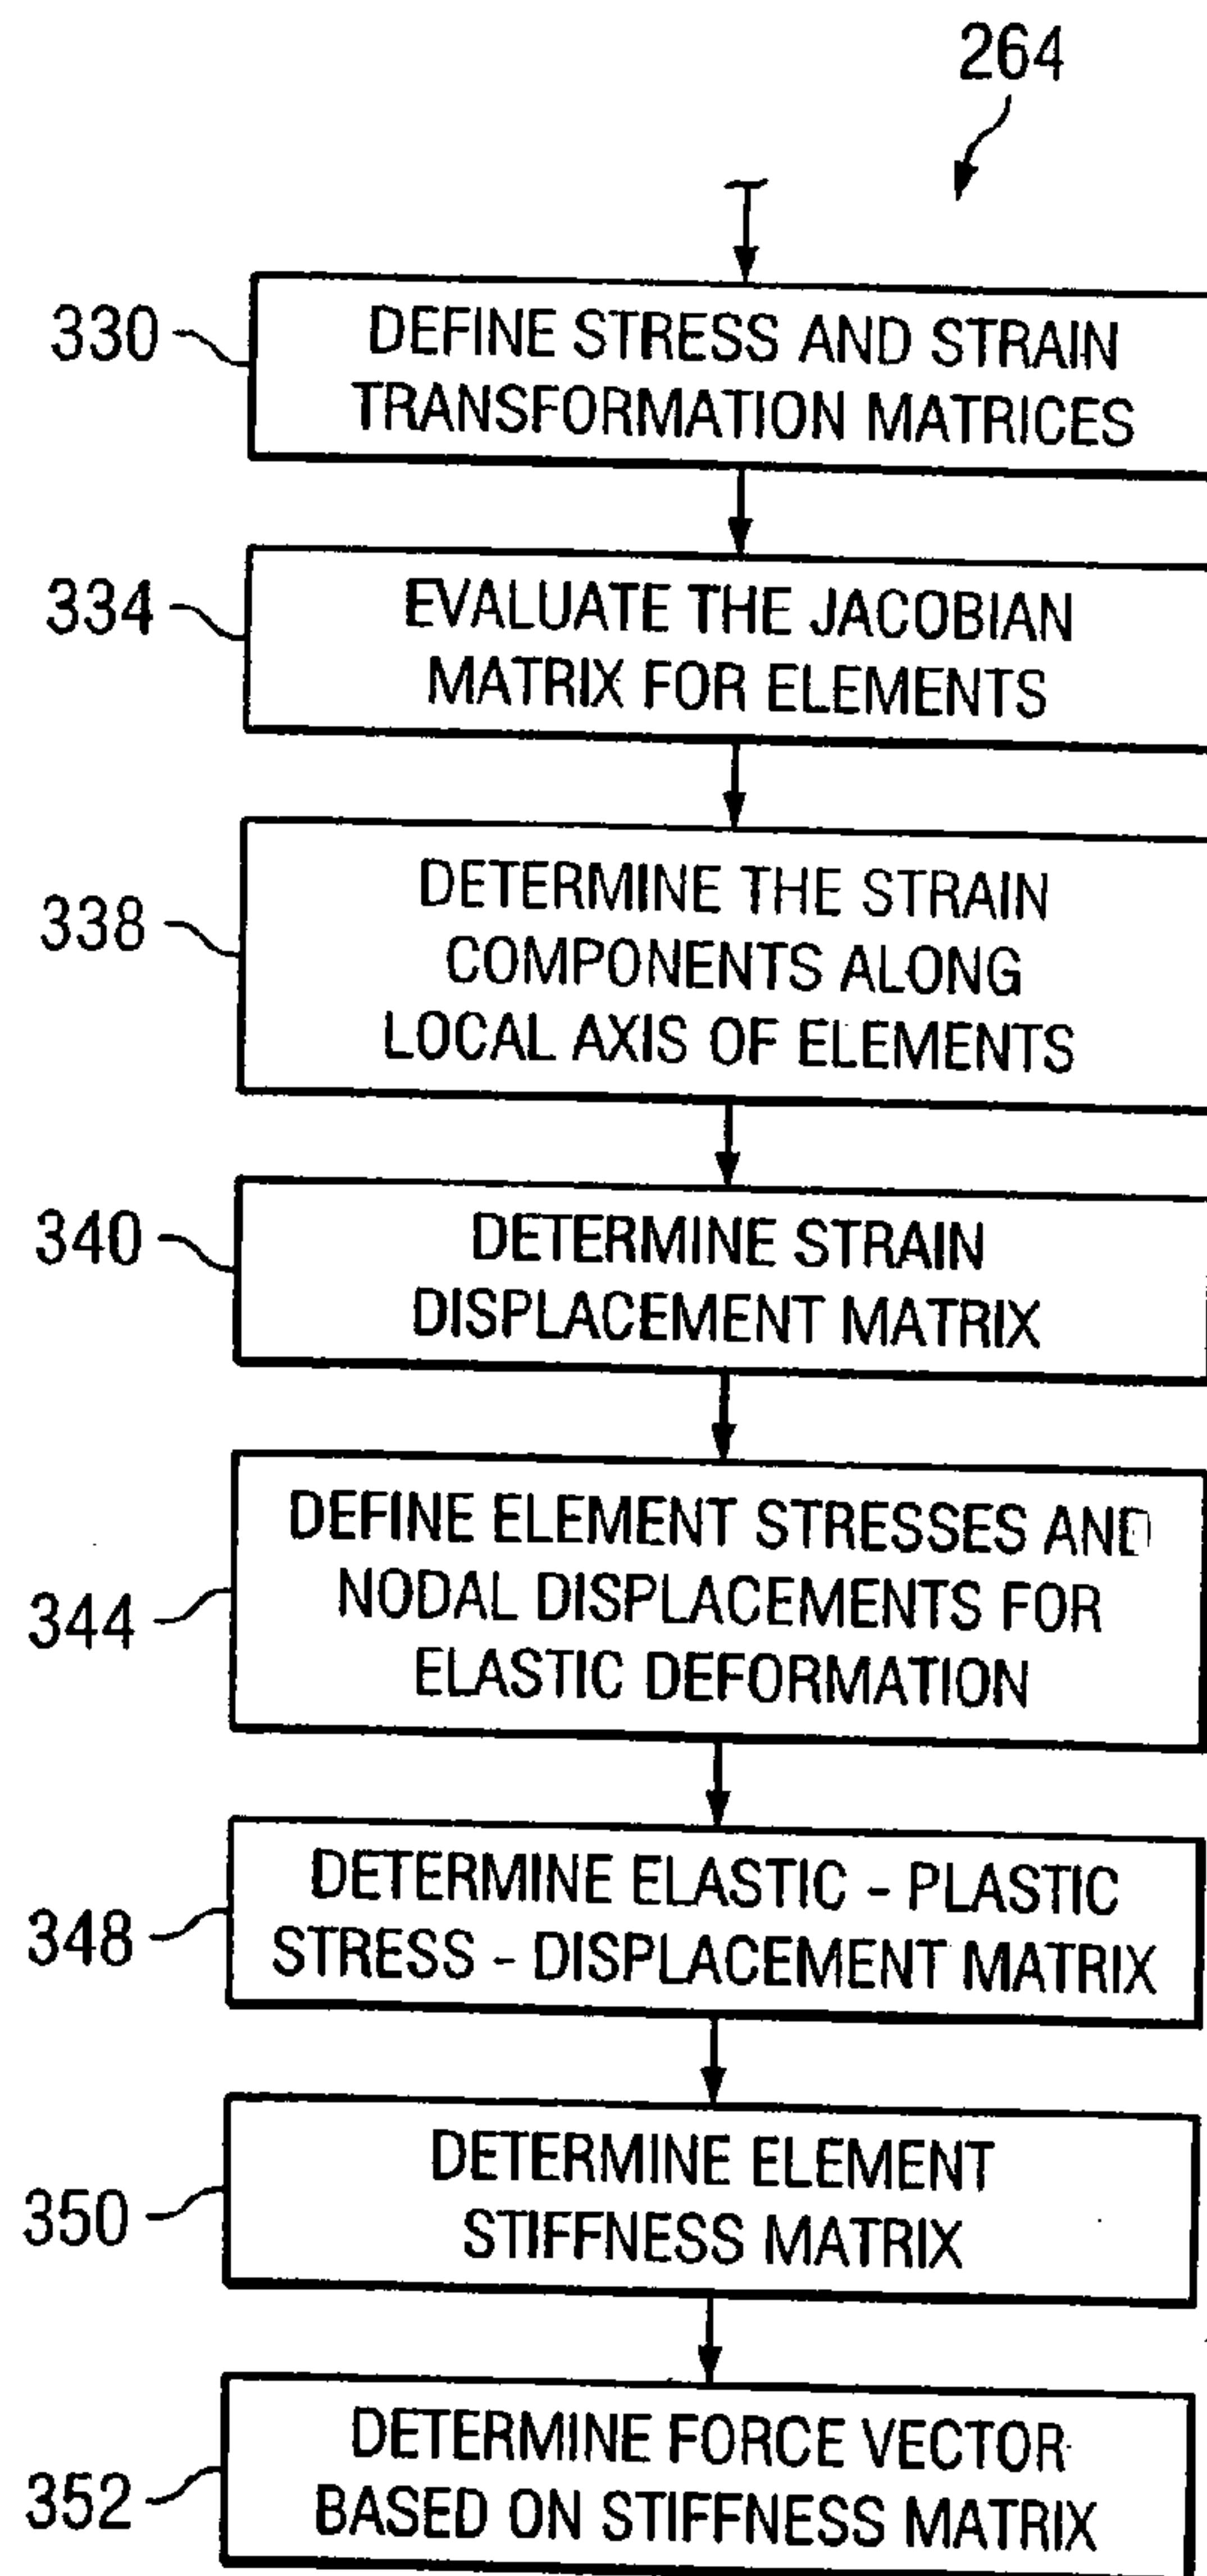 264
330
DEFINE STRESS AND STRAIN
TRANSFORMATION MATRICES
334
EVALUATE THE JACOBIAN
MATRIX FOR ELEMENTS
338
DETERMINE THE STRAIN
COMPONENTS ALONG
LOCAL AXIS OF ELEMENTS
340
DETERMINE STRAIN
DISPLACEMENT MATRIX
344
DEFINE ELEMENT STRESSES AND
NODAL DISPLACEMENTS FOR
ELASTIC DEFORMATION
348
DETERMINE ELASTIC - PLASTIC
STRESS - DISPLACEMENT MATRIX
350
DETERMINE ELEMENT
STIFFNESS MATRIX
352
DETERMINE FORCE VECTOR
BASED ON STIFFNESS MATRIX